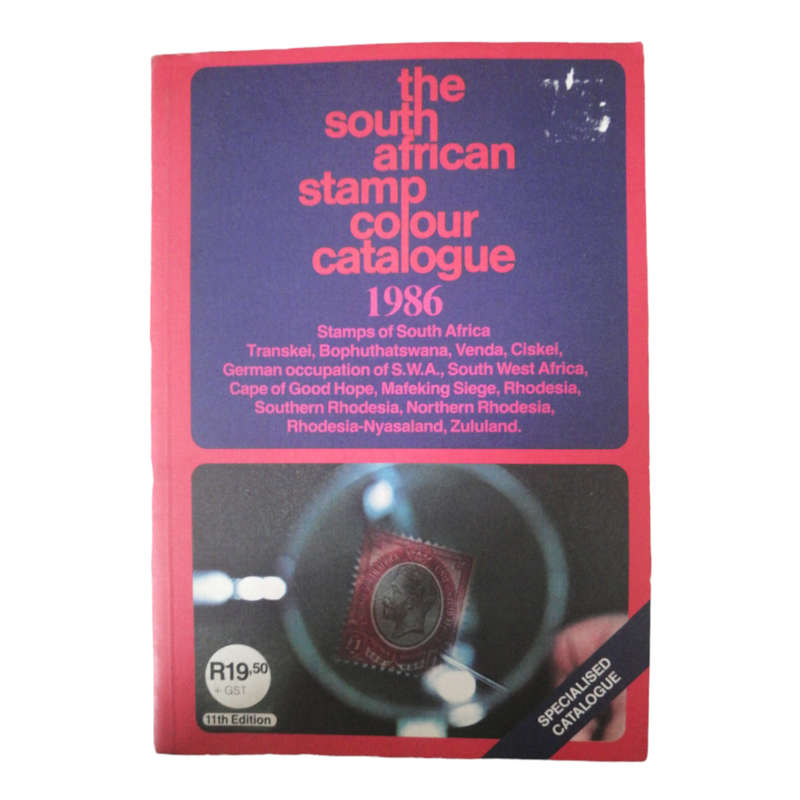 the
south
african
stamp
colour
catalogue
1986
Stamps of South Africa
Transkei, Bophuthatswana, Venda, Ciskei,
German occupation of S.W.A., South West Africa,
Cape of Good Hope, Mafeking Siege, Rhodesia,
Southern Rhodesia, Northern Rhodesia,
Rhodesia-Nyasaland, Zululand.
R19,50
+ GST
11th Edition
SPECIALISED
CATALOGUE